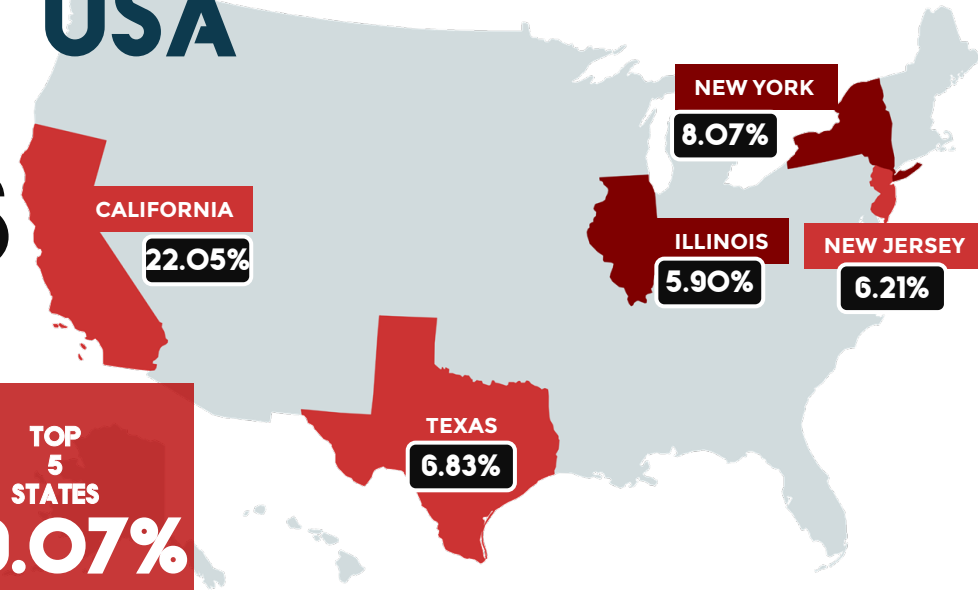 USA
NEW YORK
8.07%
CALIFORNIA
22.05%
ILLINOIS
5.90%
NEW JERSEY
6.21%
TEXAS
6.83%
TOP
5
STATES
.07%